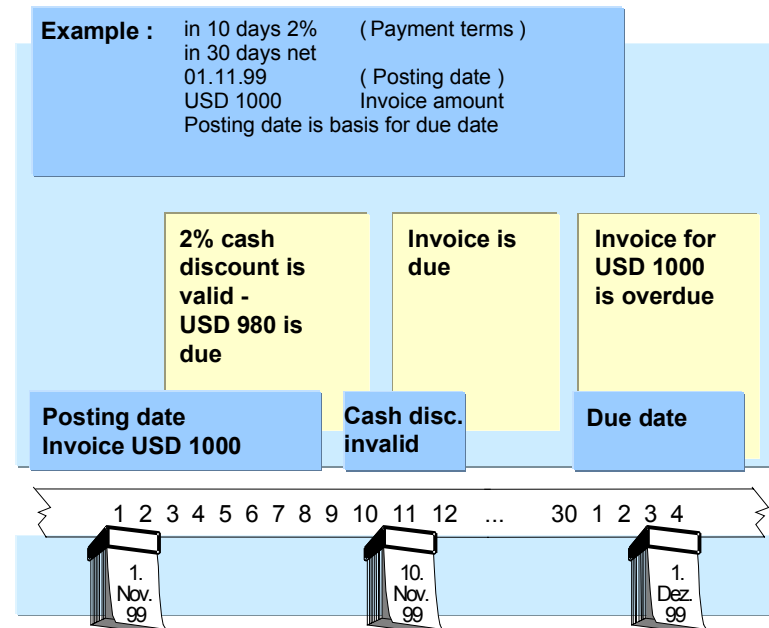 Example : in 10 days 2% ( Payment terms )
in 30 days net
01.11.99 ( Posting date )
USD 1000 Invoice amount
Posting date is basis for due date
2% cash
discount is
valid -
USD 980 is
due
Invoice is
due
Invoice for
USD 1000
is overdue
Posting date
Invoice USD 1000
Cash disc.
invalid
Due date
1 2 3 4 5 6 7 8 9 10 11 12 ... 30 1 2 3 4
1.
Nov.
99
10.
Nov.
99
1.
Dez.
99